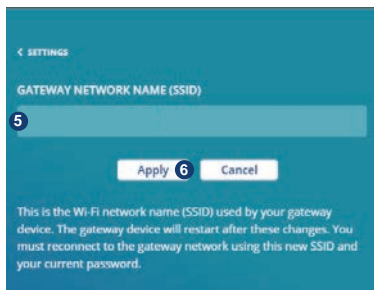 < SETTINGS
GATEWAY NETWORK NAME (SSID)
5
Apply 6 Cancel
This is the Wi-Fi network name (SSID) used by your gateway
device. The gateway device will restart after these changes. You
must reconnect to the gateway network using this new SSID and
your current password.